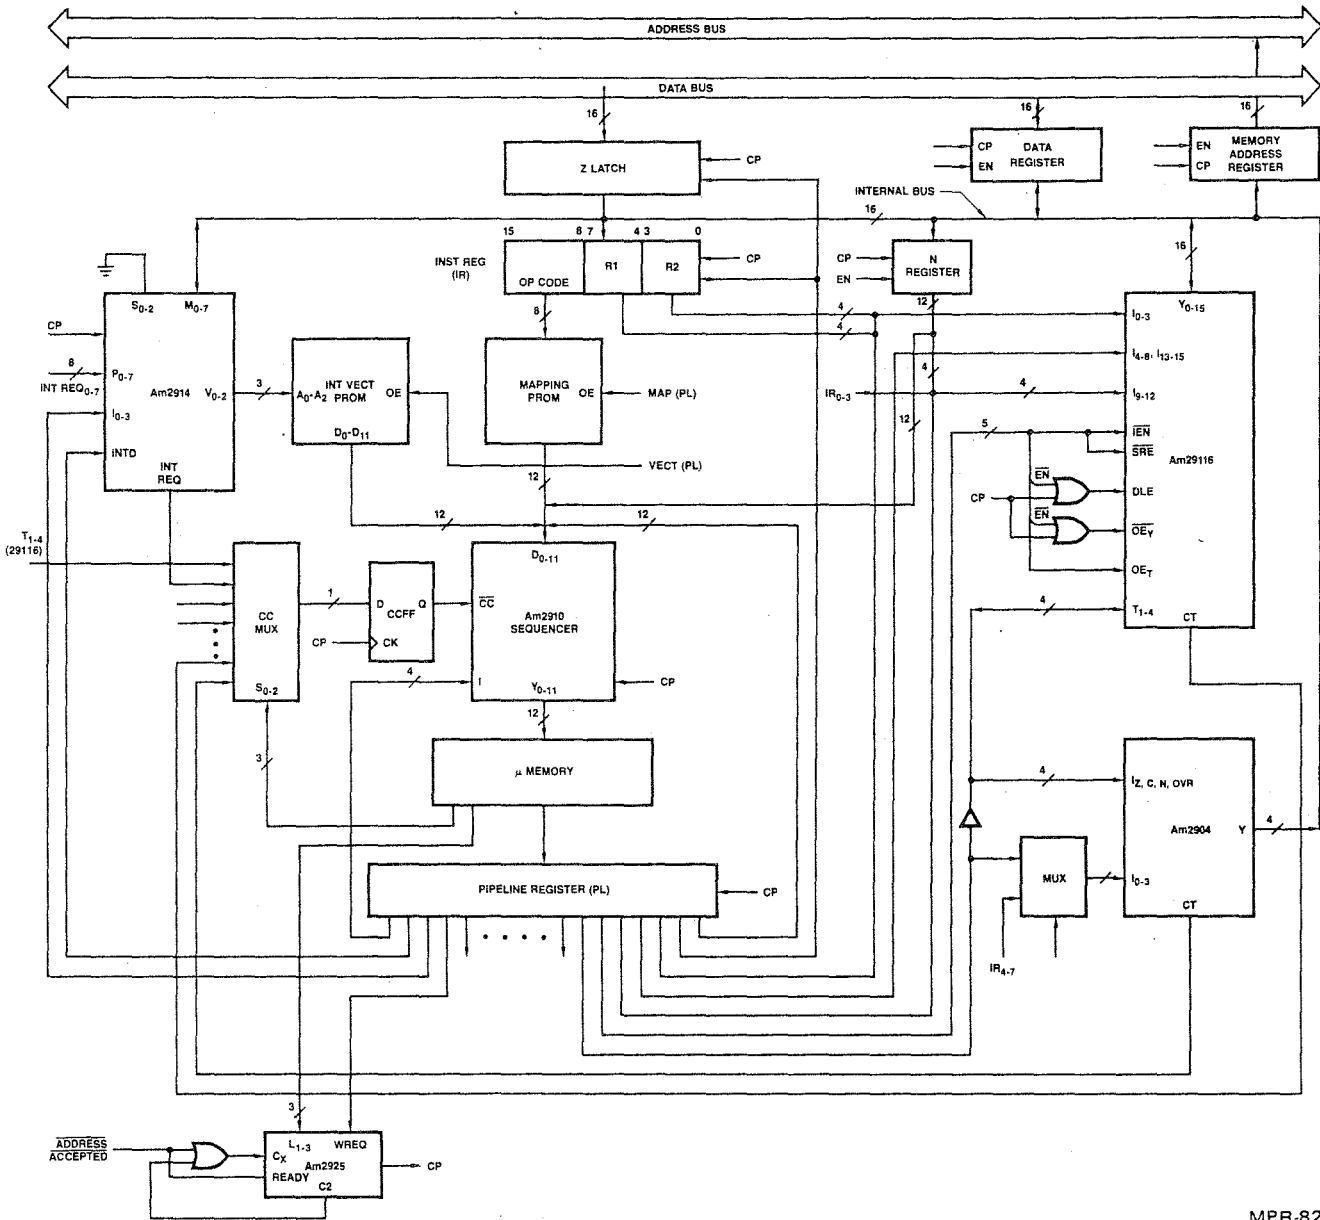 ADDRESS BUS
DATA BUS
16
16
16
Z LATCH
CP
CP
EN
DATA
REGISTER
EN
CP
MEMORY
ADDRESS
REGISTER
INTERNAL BUS
16
15
8 7
4 3
0
INST REG
(IR)
OP CODE
R1
R2
CP
CP
EN
N
REGISTER
16
12
S0-2
M0-7
CP
8
P0-7
INT REQ0-7
Am2914
V0-2
I0-3
INTD
INT
REQ
3
INT VECT
PROM
A0-A2
OE
D0-D11
8
MAPPING
PROM
OE
MAP (PL)
VECT (PL)
4
4
4
12
IR0-3
4
5
Y0-15
I0-3
I4-8, I13-15
I9-12
IEN
SRE
Am29116
EN
CP
DLE
EN
OEY
OET
4
T1-4
CT
12
12
12
T1-4
(29116)
CC
MUX
S0-2
1
D
Q
CCFF
CP
CK
D0-11
CC
Am2910
SEQUENCER
4
I
Y0-11
CP
12
3
μ MEMORY
PIPELINE REGISTER (PL)
CP
4
IZ, C, N, OVR
Am2904
Y
4
MUX
I0-3
CT
IR4-7
3
ADDRESS
ACCEPTED
L1-3
WREQ
CX
Am2925
READY
C2
CP
MPR-82